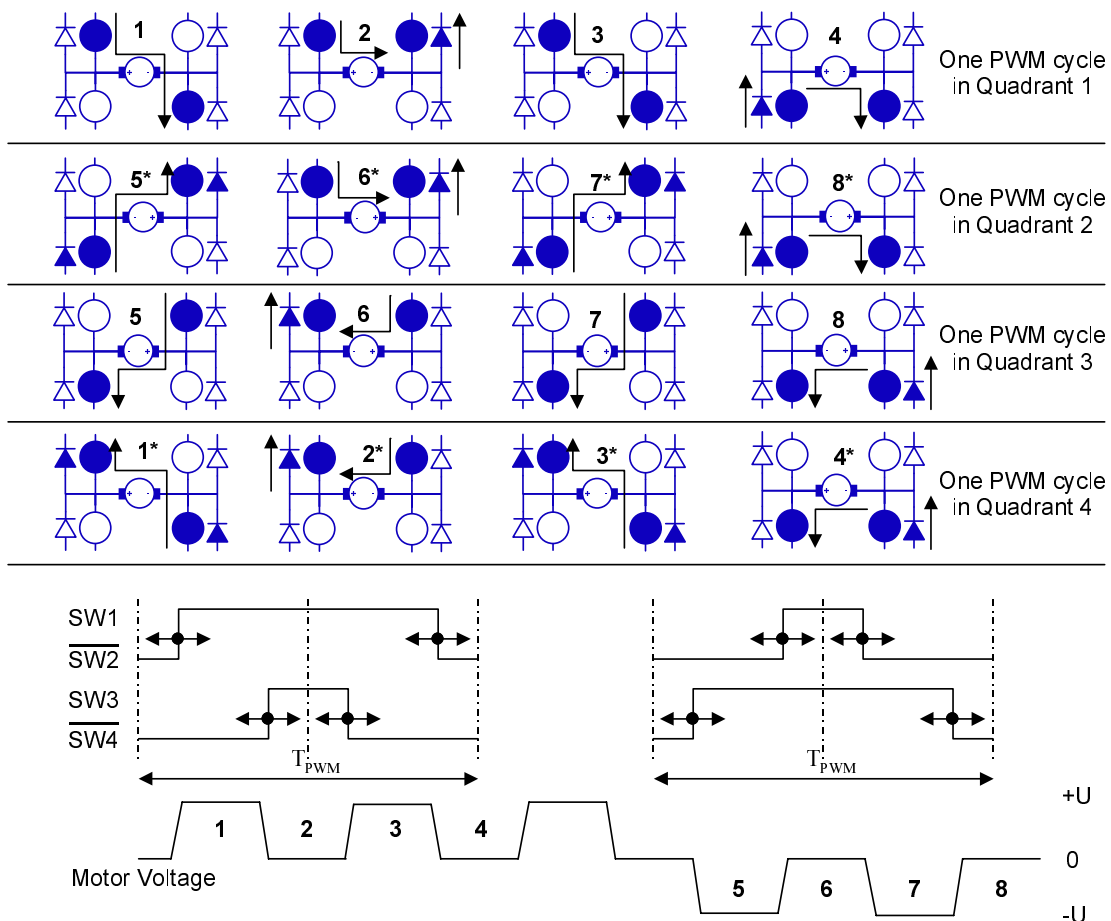 1 2 3 4
One PWM cycle
in Quadrant 1
+ - + - + - + -
5* 6* 7* 8*
One PWM cycle
in Quadrant 2
- + - + - + - +
5 6 7 8
One PWM cycle
in Quadrant 3
- + - + - + - +
1* 2* 3* 4*
One PWM cycle
in Quadrant 4
+ - + - + - + -
SW1
SW2
SW3
SW4
TPWM TPWM
+U
1 2 3 4
0
Motor Voltage
5 6 7 8
-U